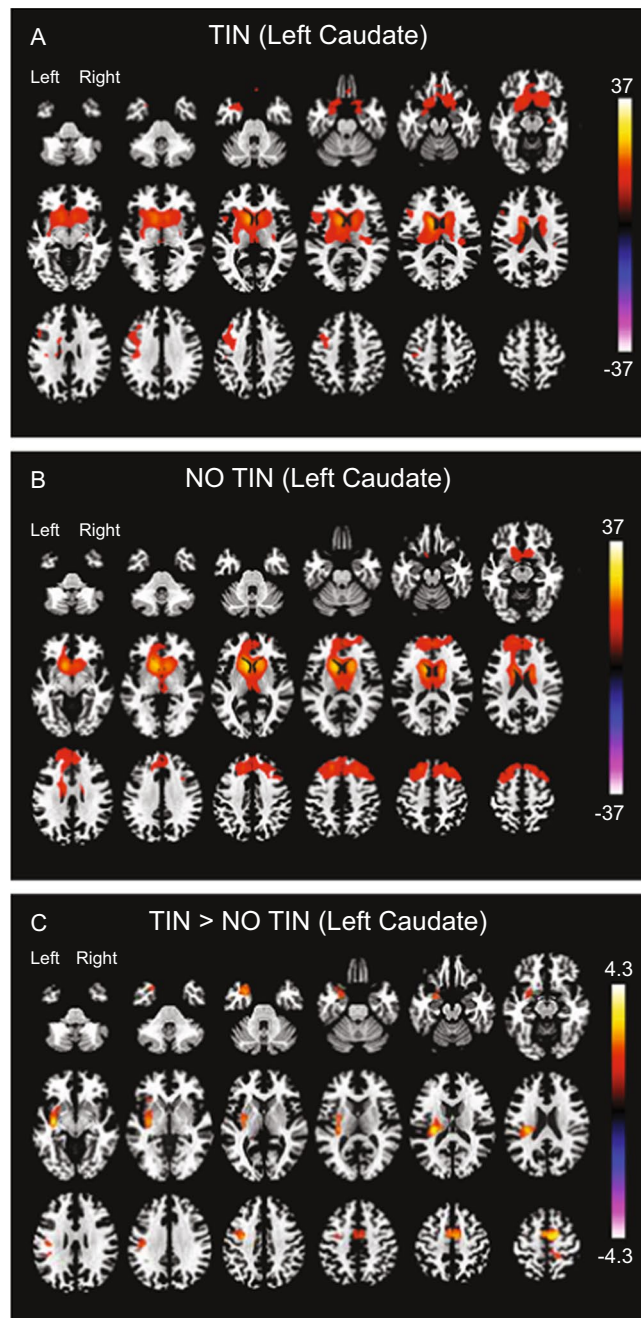 A
TIN (Left Caudate)
Left Right
37
-37
B
NO TIN (Left Caudate)
Left Right
37
-37
C
TIN > NO TIN (Left Caudate)
Left Right
4.3
-4.3